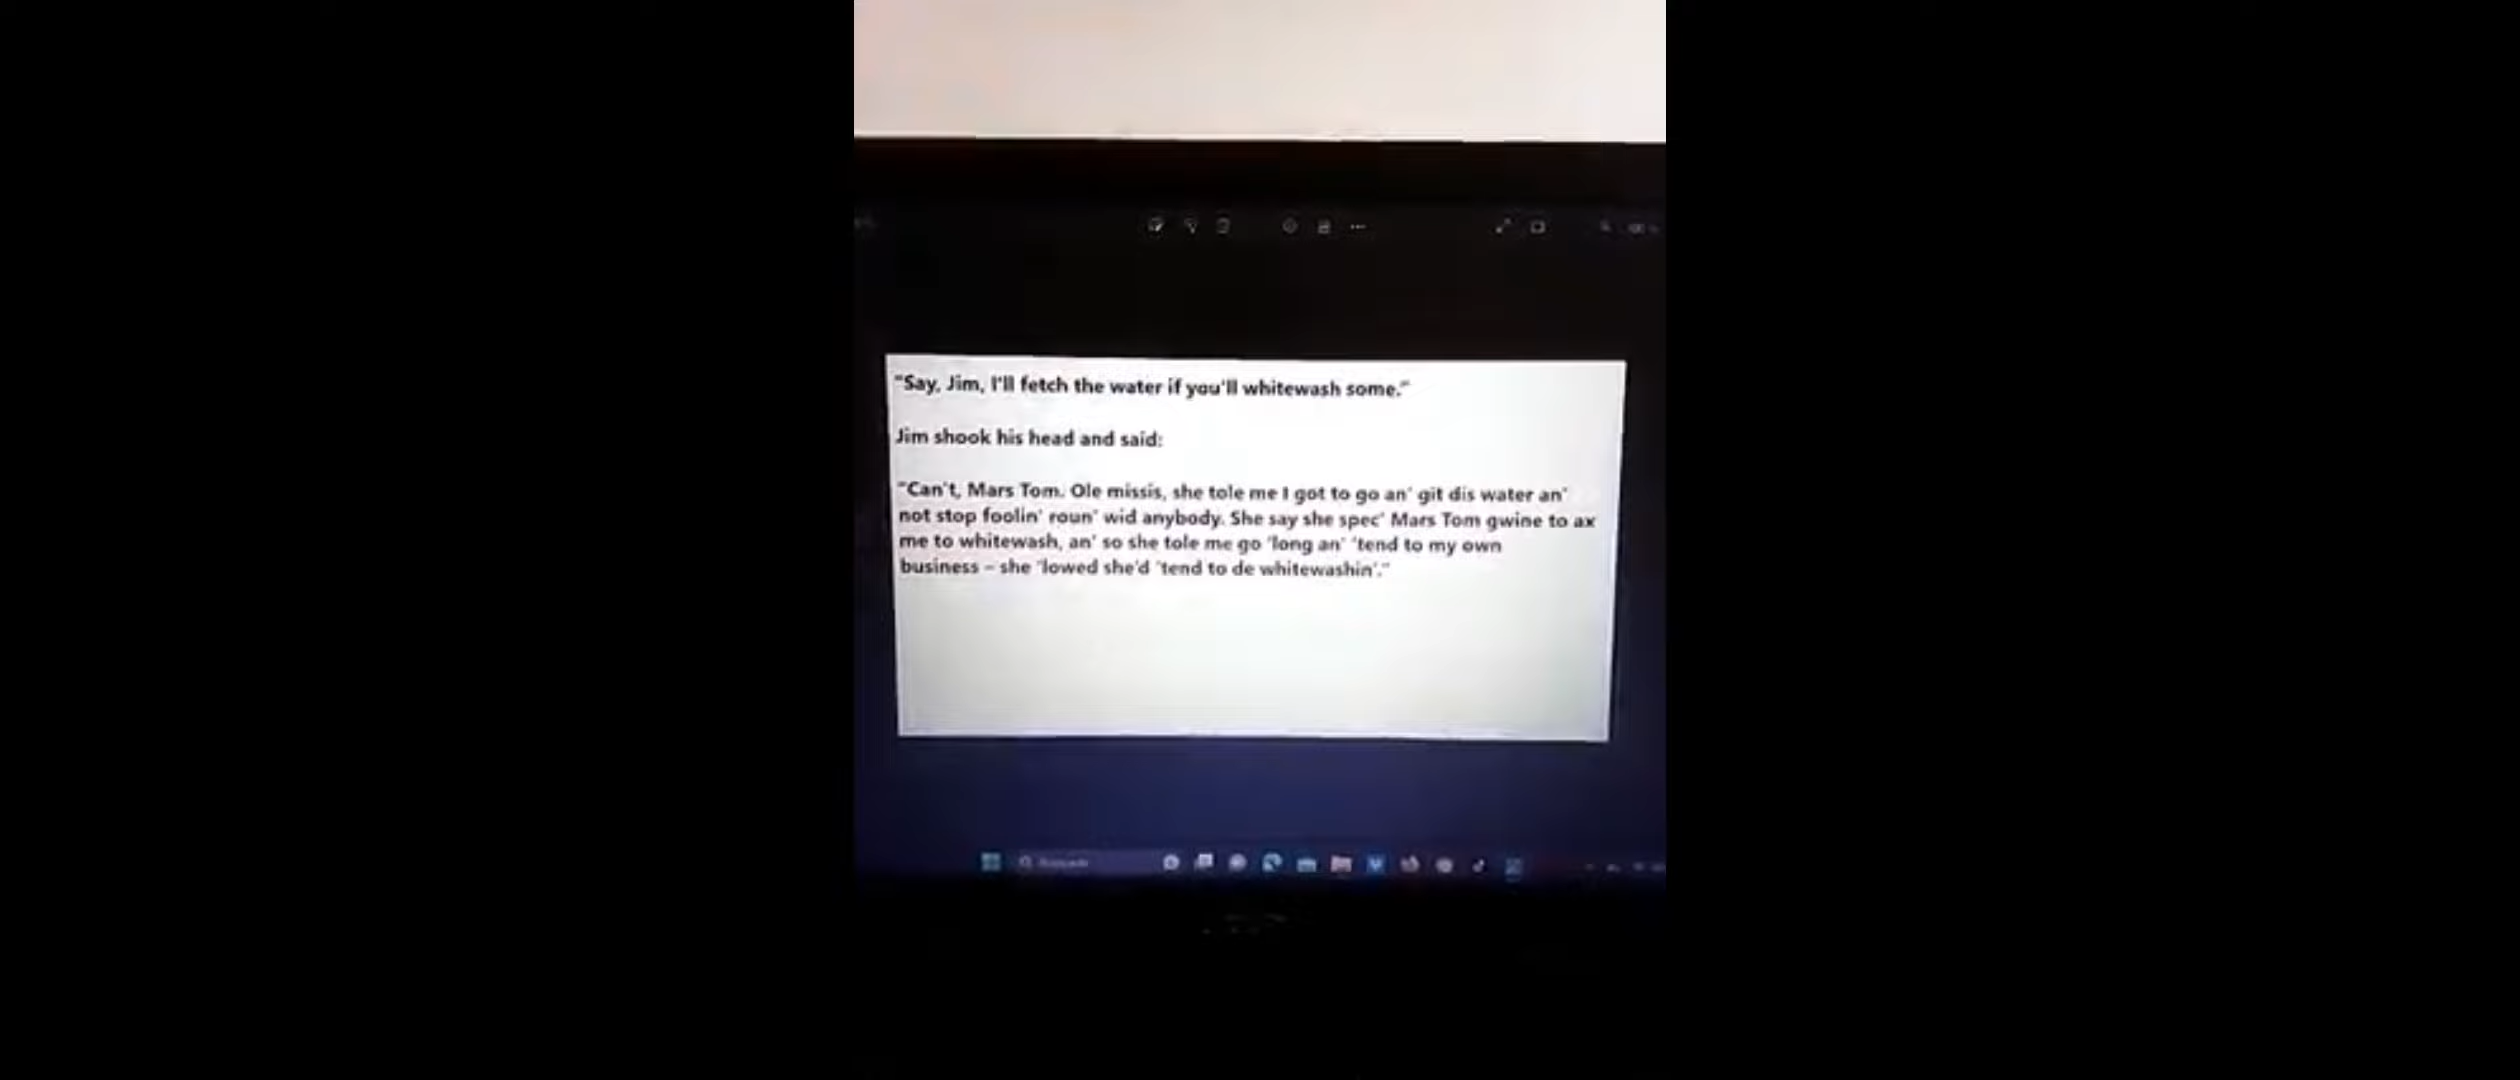 "Say, Jim, I'll fetch the water if you'll whitewash some."
Jim shook his head and said:
"Can't, Mars Tom. Ole missis, she tole me I got to go an' git dis water an'
not stop foolin' roun' wid anybody. She say she spec' Mars Tom gwine to ax
me to whitewash, an' so she tole me go 'long an' 'tend to my own
business – she 'lowed she'd 'tend to de whitewashin'."